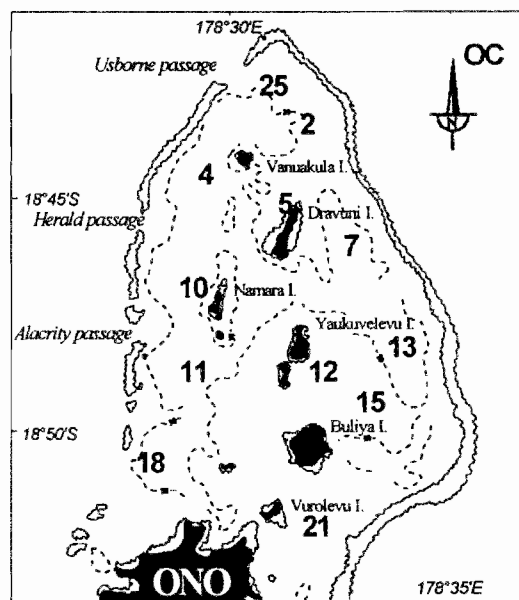 178°30'E
Usborne passage
OC
N
25
2
4
Vanuakula I.
18°45'S
Herald passage
5
Dravuni I.
7
10
Namara I.
Alacrity passage
Yaukuvelevu I.
13
11
12
15
18°50'S
Buliya I.
18
Vurolevu I.
21
ONO
178°35'E